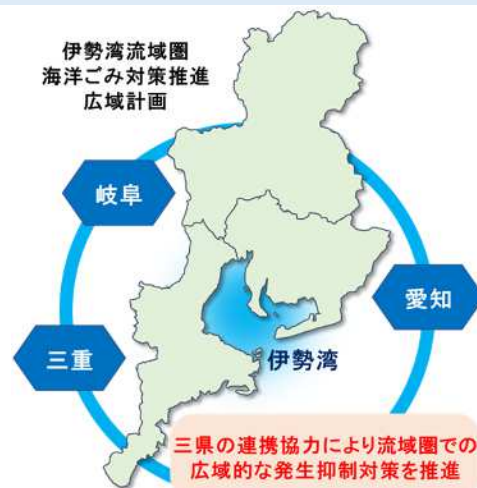 伊勢湾流域圏
海洋ごみ対策推進
広域計画
岐阜
愛知
三重
伊勢湾
三県の連携協力により流域圏での
広域的な発生抑制対策を推進